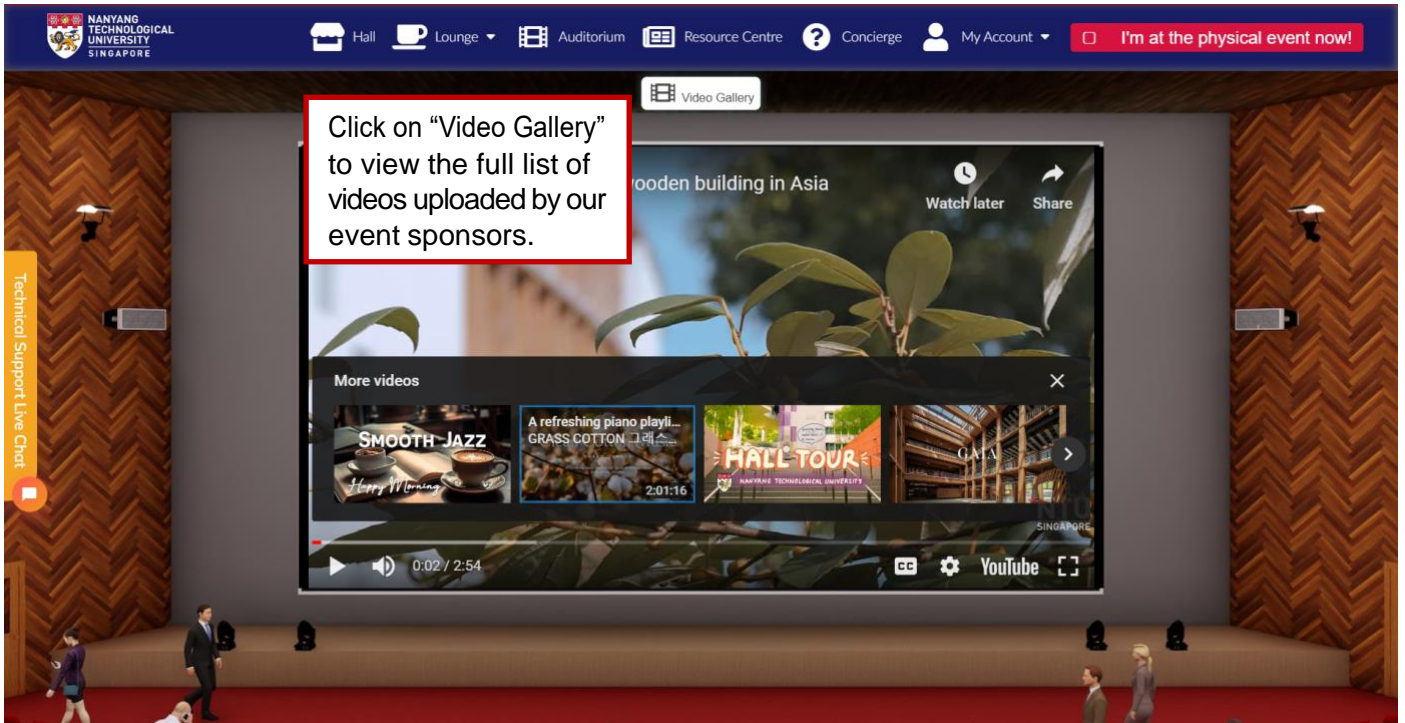 NANYANG
TECHNOLOGICAL
UNIVERSITY
SINGAPORE
Hall
Lounge
Auditorium
Resource Centre
Concierge
My Account
I'm at the physical event now!
Video Gallery
Click on “Video Gallery”
to view the full list of
videos uploaded by our
event sponsors.
wooden building in Asia
Watch later
Share
Technical Support Live Chat
More videos
SMOOTH JAZZ
Happy Morning
A refreshing piano playli...
GRASS COTTON 그래스...
2:01:16
HALL TOUR
NANYANG TECHNOLOGICAL UNIVERSITY
GAIA
NTU
SINGAPORE
0:02 / 2:54
CC
YouTube